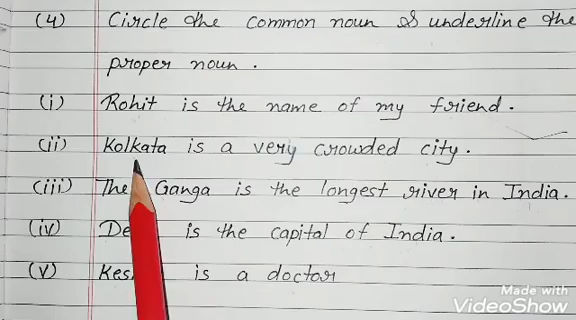 (4) Circle the common noun & underline the
proper noun.
(i) Rohit is the name of my friend.
(ii) Kolkata is a very crowded city.
(iii) The Ganga is the longest river in India.
(iv) De is the capital of India.
(v) Kes is a doctor
Made with
VideoShow